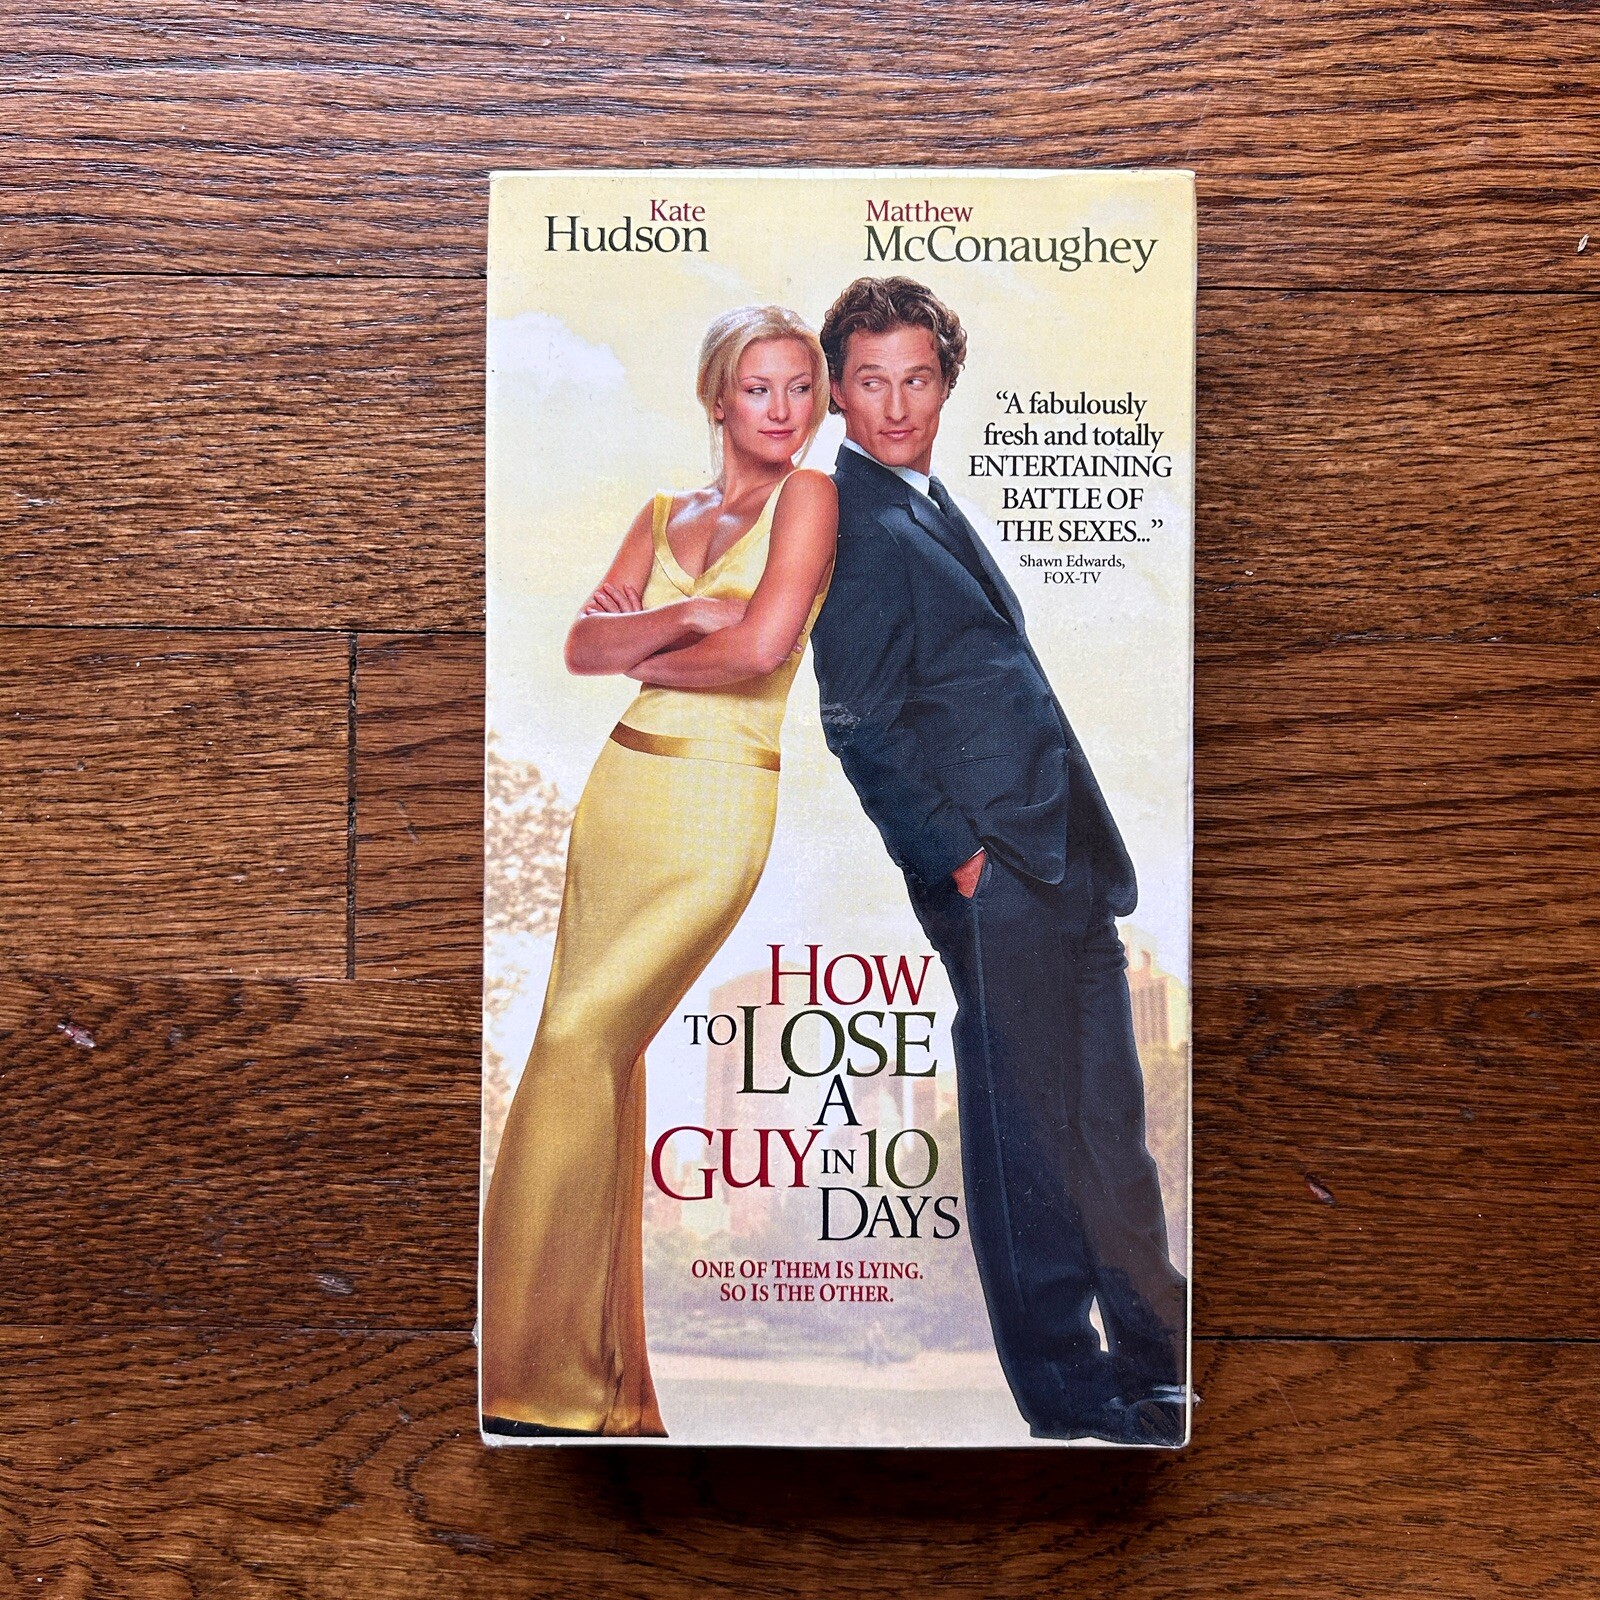 Kate
Hudson
Matthew
McConaughey
“A fabulously
fresh and totally
ENTERTAINING
BATTLE OF
THE SEXES...”
Shawn Edwards,
FOX-TV
HOW
TO LOSE
A
GUY IN 10
DAYS
ONE OF THEM IS LYING.
SO IS THE OTHER.